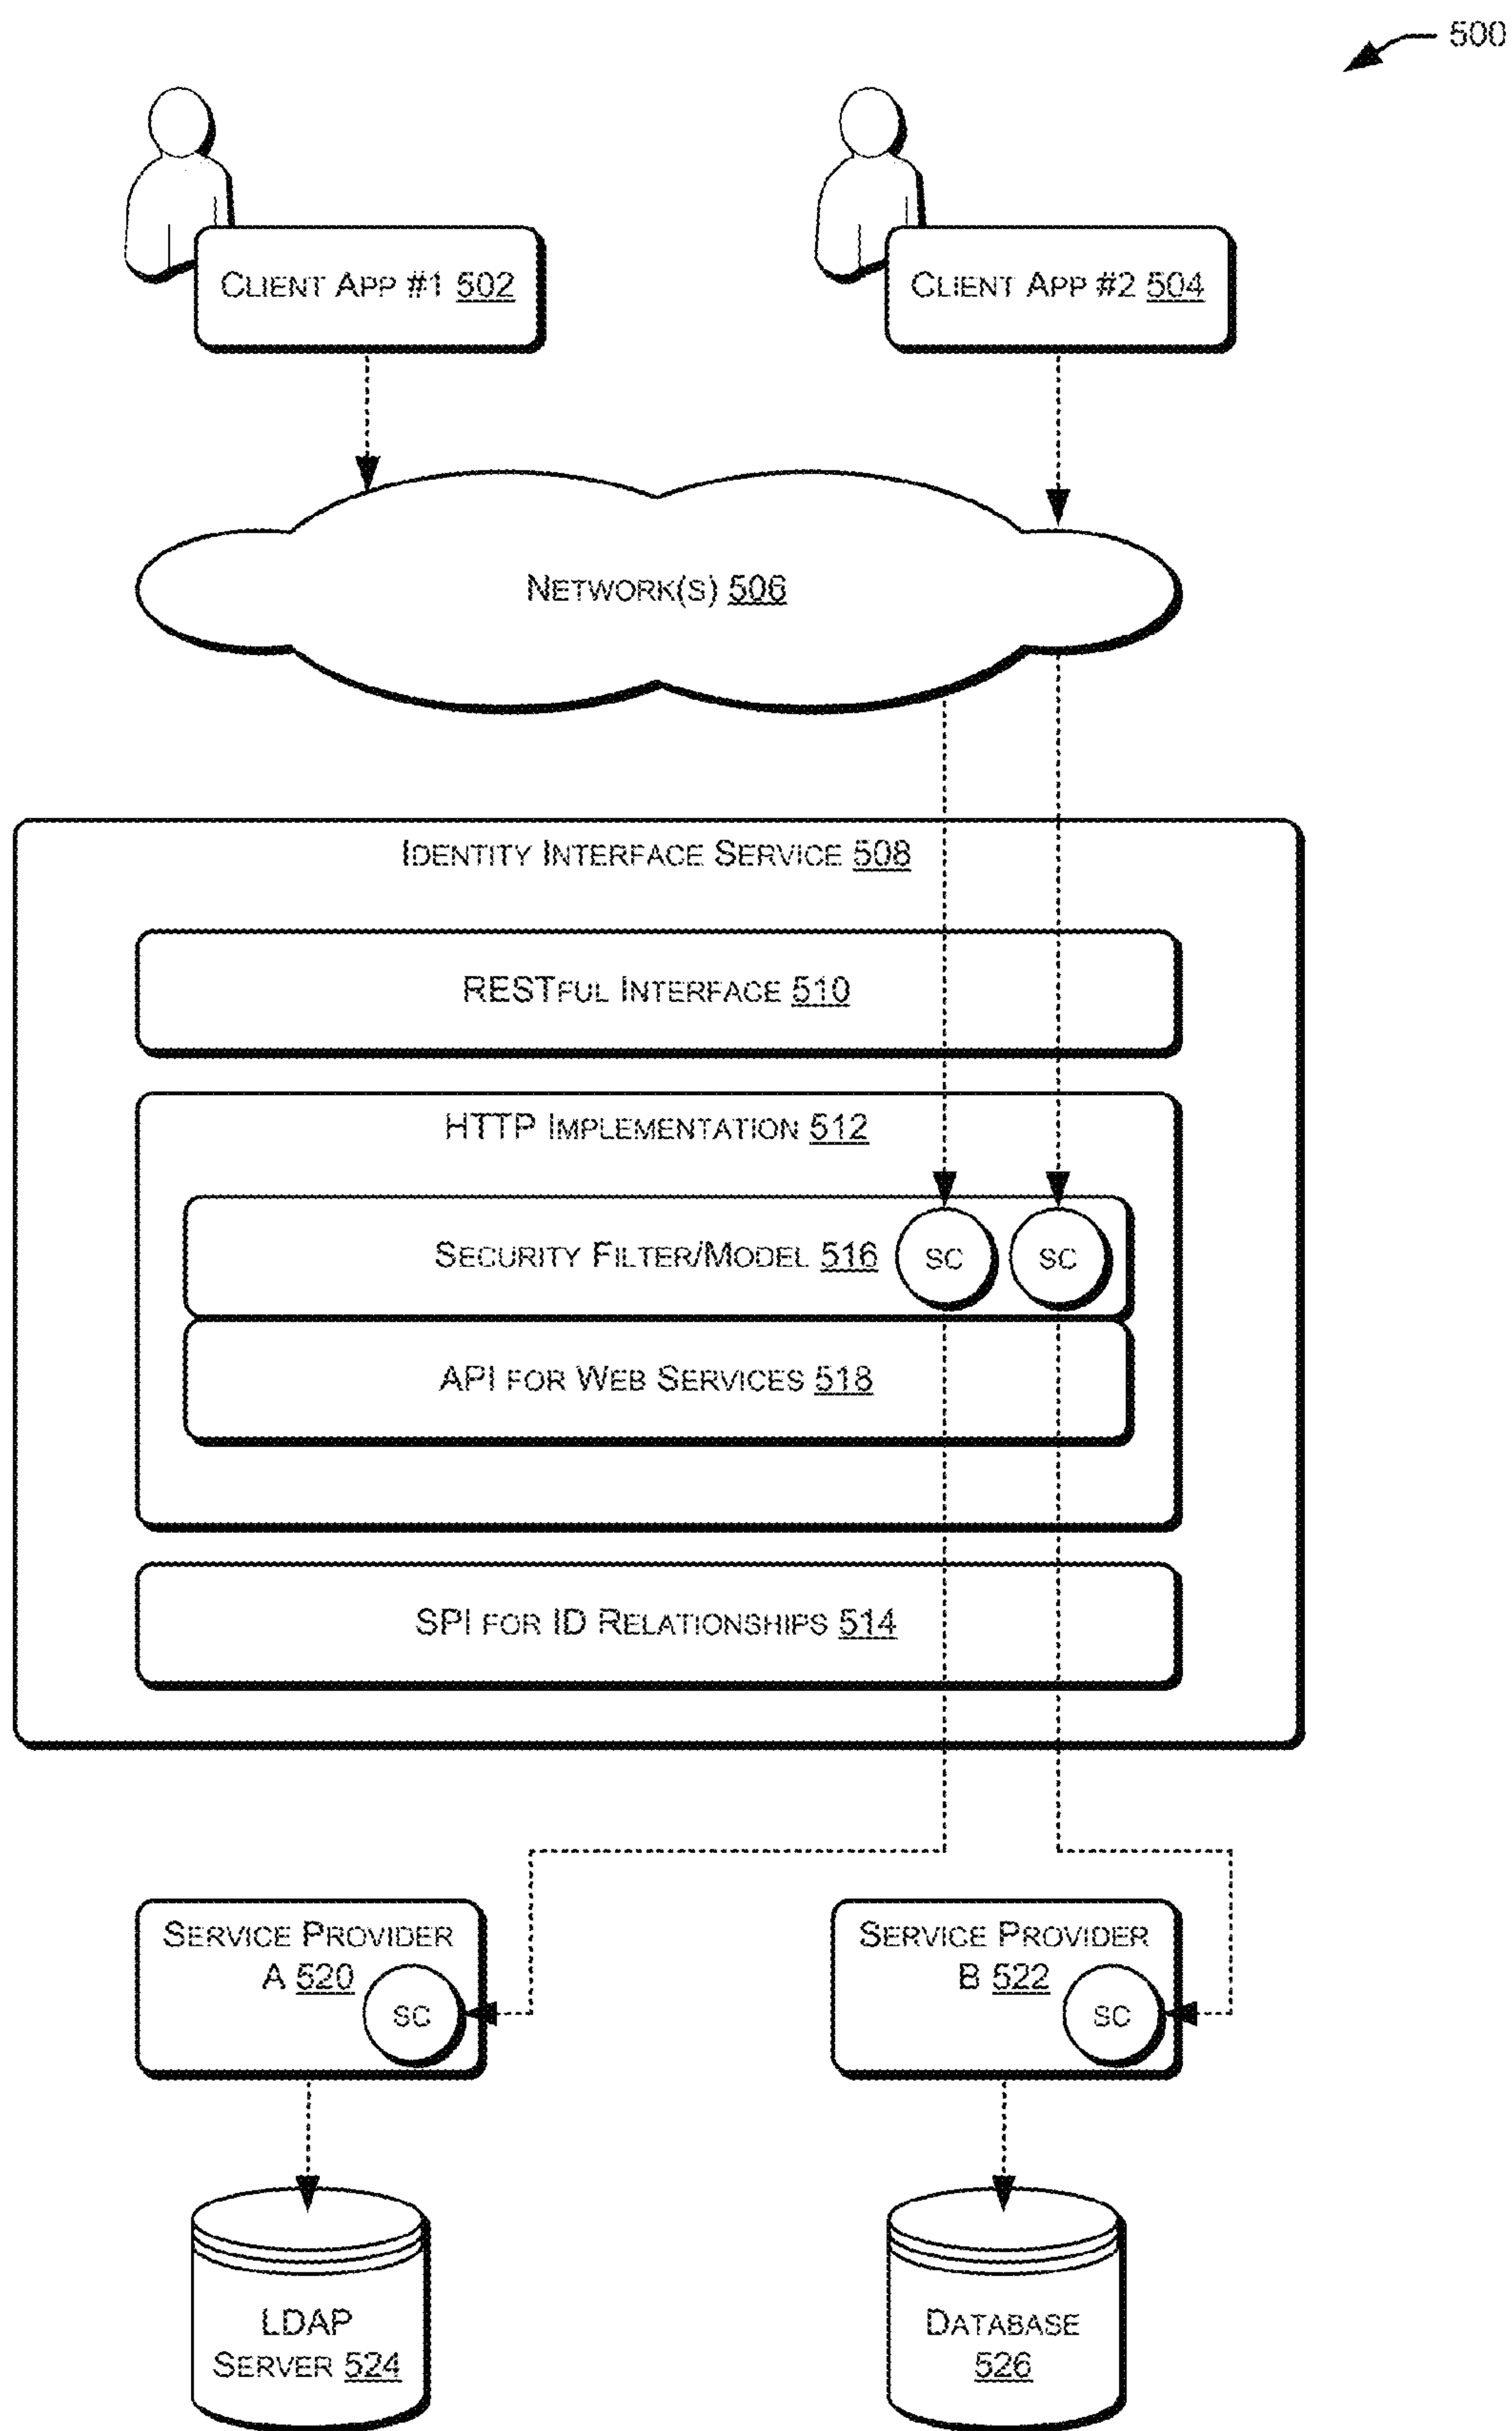 500
CLIENT APP #1 502
CLIENT APP #2 504
NETWORK(S) 506
IDENTITY INTERFACE SERVICE 508
RESTFUL INTERFACE 510
HTTP IMPLEMENTATION 512
SECURITY FILTER/MODEL 516
SC
SC
API FOR WEB SERVICES 518
SPI FOR ID RELATIONSHIPS 514
SERVICE PROVIDER
A 520
SC
SERVICE PROVIDER
B 522
SC
LDAP
SERVER 524
DATABASE
526